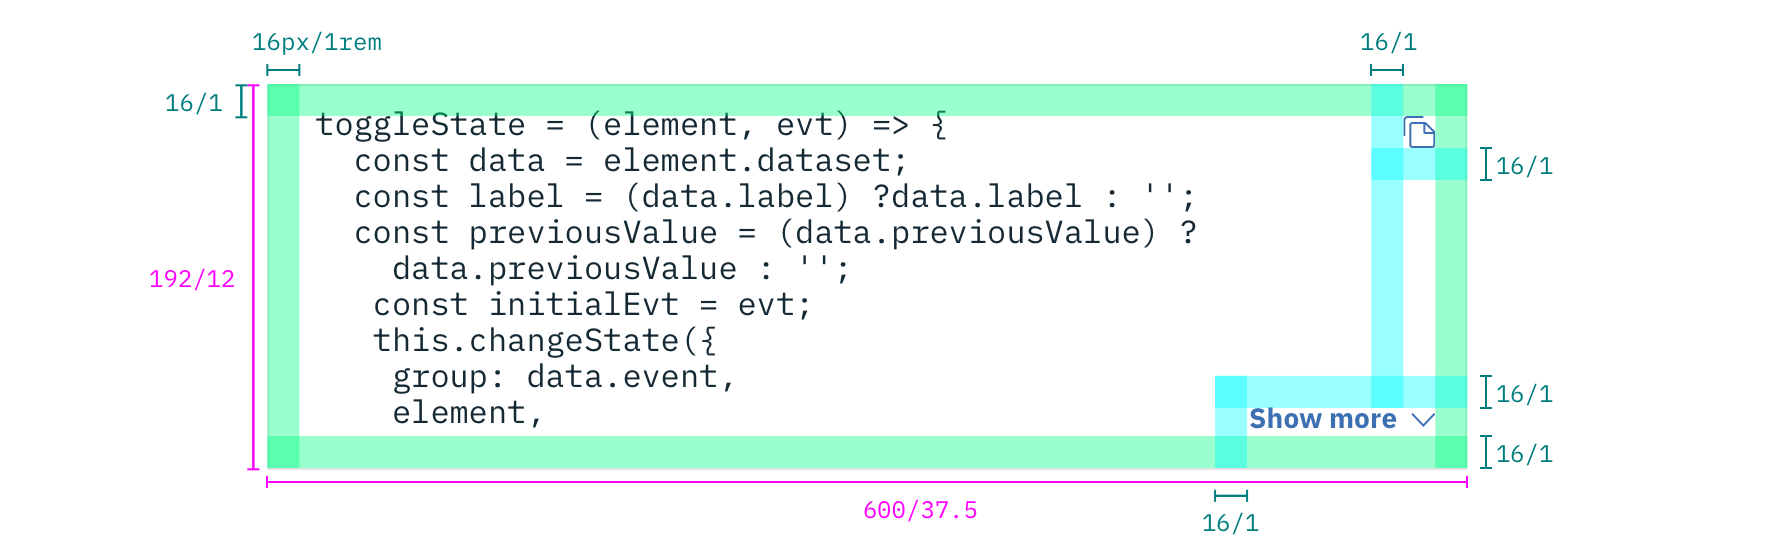 16px/1rem
16/1
16/1
toggleState = (element, evt) => {
const data = element.dataset;
16/1
const label = (data.label) ?data.label : '';
const previousValue = (data.previousValue) ?
data.previousValue : '';
192/12
const initialEvt = evt;
this.changeState({
group: data.event,
16/1
element,
Show more
16/1
600/37.5
16/1